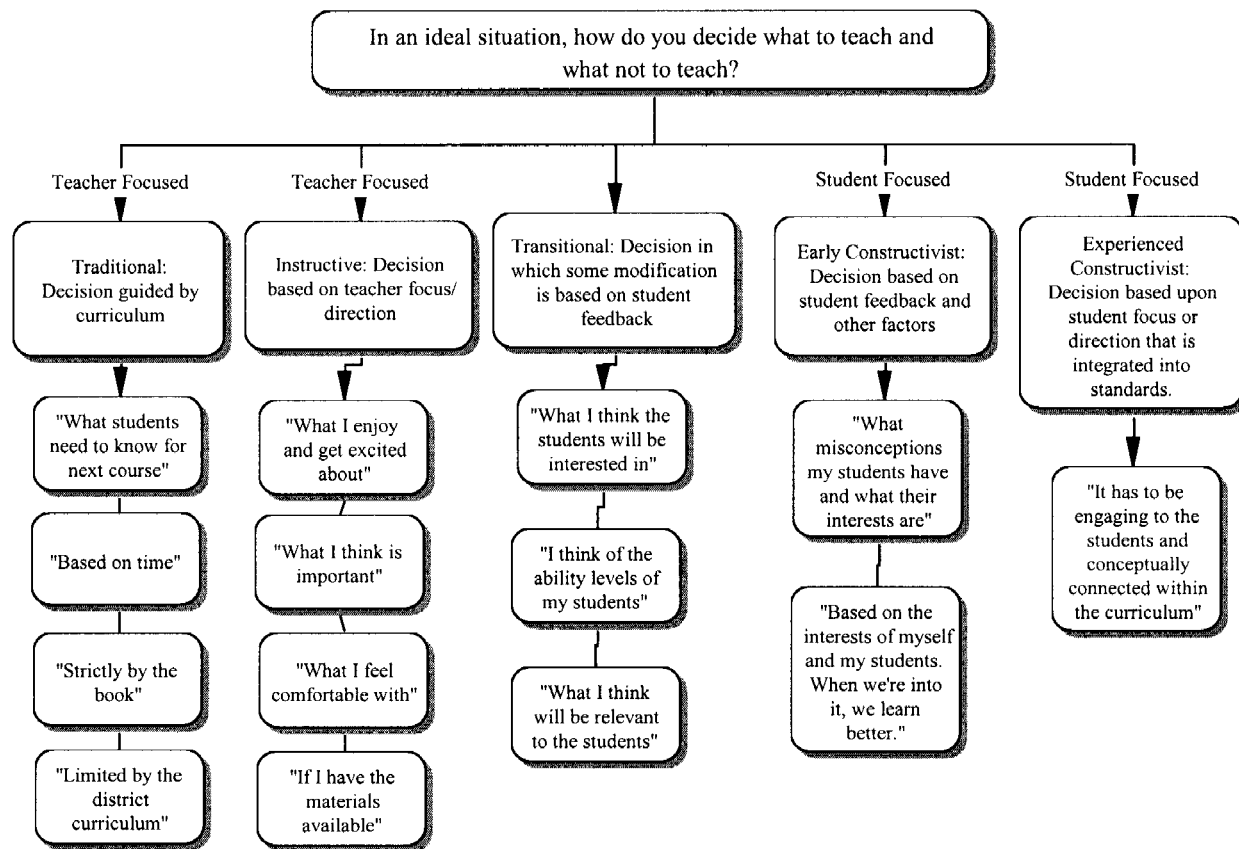 In an ideal situation, how do you decide what to teach and
what not to teach?
Teacher Focused
Teacher Focused
Student Focused
Student Focused
Traditional:
Decision guided by
curriculum
"What students
need to know for
next course"
"Based on time"
"Strictly by the
book"
"Limited by the
district curriculum"
Instructive: Decision
based on teacher focus/
direction
"What I enjoy
and get excited
about"
"What I think is
important"
"What I feel
comfortable with"
"If I have the
materials
available"
Transitional: Decision in
which some modification
is based on student
feedback
"What I think the
students will be
interested in"
"I think of the
ability levels of
my students"
"What I think
will be relevant
to the students"
Early Constructivist:
Decision based on
student feedback and
other factors
"What
misconceptions
my students have
and what their
interests are"
"Based on the
interests of myself
and my students.
When we're into
it, we learn
better."
Experienced
Constructivist:
Decision based upon
student focus or
direction that is
integrated into
standards.
"It has to be
engaging to the
students and
conceptually
connected within
the curriculum"